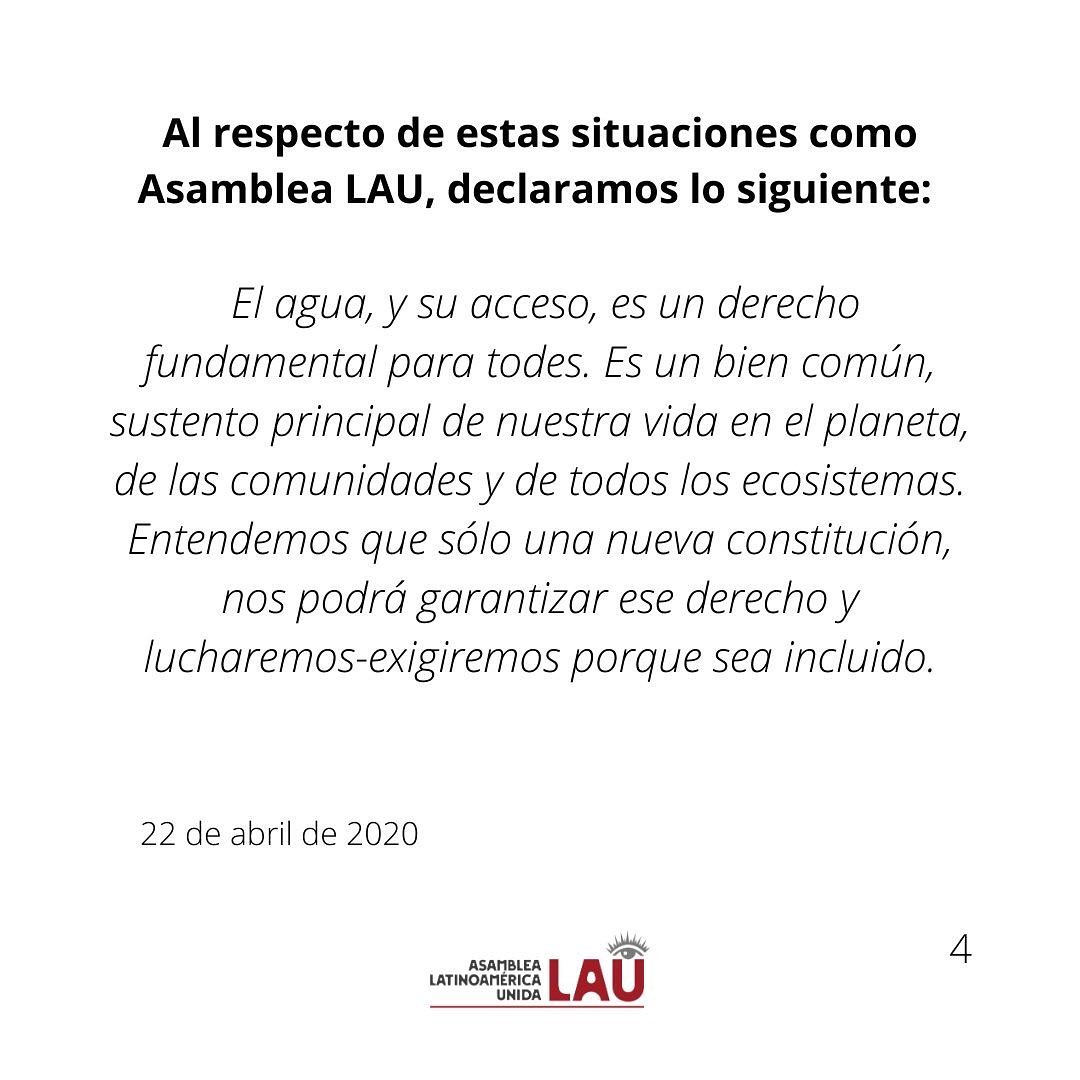 Al respecto de estas situaciones como
Asamblea LAU, declaramos lo siguiente:
El agua, y su acceso, es un derecho
fundamental para todes. Es un bien común,
sustento principal de nuestra vida en el planeta,
de las comunidades y de todos los ecosistemas.
Entendemos que sólo una nueva constitución,
nos podrá garantizar ese derecho y
lucharemos-exigiremos porque sea incluido.
22 de abril de 2020
4
ASAMBLEA
LATINOAMÉRICA
UNIDA
LAU